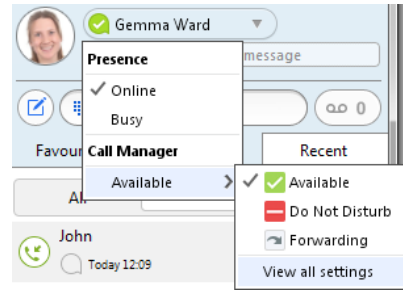 Gemma Ward
Presence
message
Online
Busy
0
Call Manager
Favour
Recent
Available
Available
All
Do Not Disturb
John
Forwarding
Today 12:09
View all settings